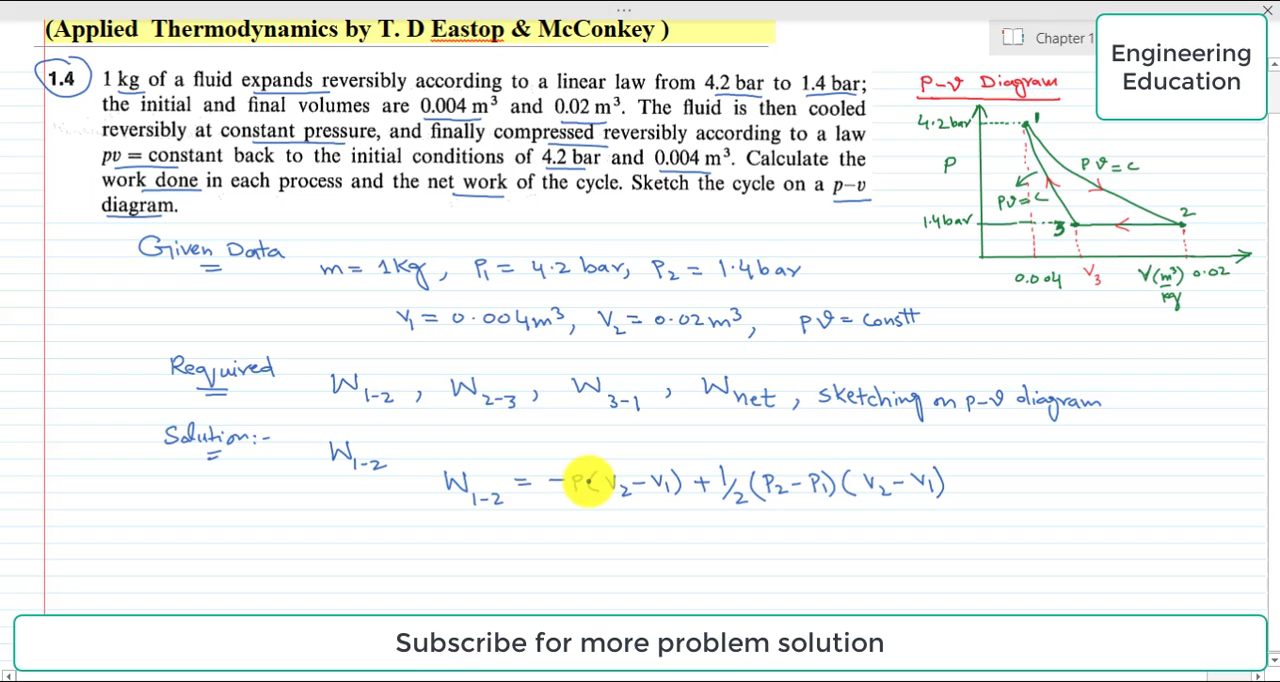 (Applied Thermodynamics by T. D Eastop & McConkey )
Chapter 1
Engineering
Education
1.4 1 kg of a fluid expands reversibly according to a linear law from 4.2 bar to 1.4 bar;
the initial and final volumes are 0.004 m³ and 0.02 m³. The fluid is then cooled
reversibly at constant pressure, and finally compressed reversibly according to a law
pv = constant back to the initial conditions of 4.2 bar and 0.004 m³. Calculate the
work done in each process and the net work of the cycle. Sketch the cycle on a p–v
diagram.
P-v Diagram
4.2bar
1
P
Pϑ=C
Pϑ=C
1.4bar
3
2
0.004 V₃ V(m³/kg) 0.02
Given Data
m = 1kg, P₁ = 4.2 bar, P₂ = 1.4bar
V₁ = 0.004m³, V₂ = 0.02m³, Pϑ = constt
Required
W₁₋₂, W₂₋₃, W₃₋₁, Wnet, sketching on p-ϑ diagram
Solution:-
W₁₋₂
W₁₋₂ = -P(V₂-V₁) + 1/2 (P₂-P₁)(V₂-V₁)
Subscribe for more problem solution